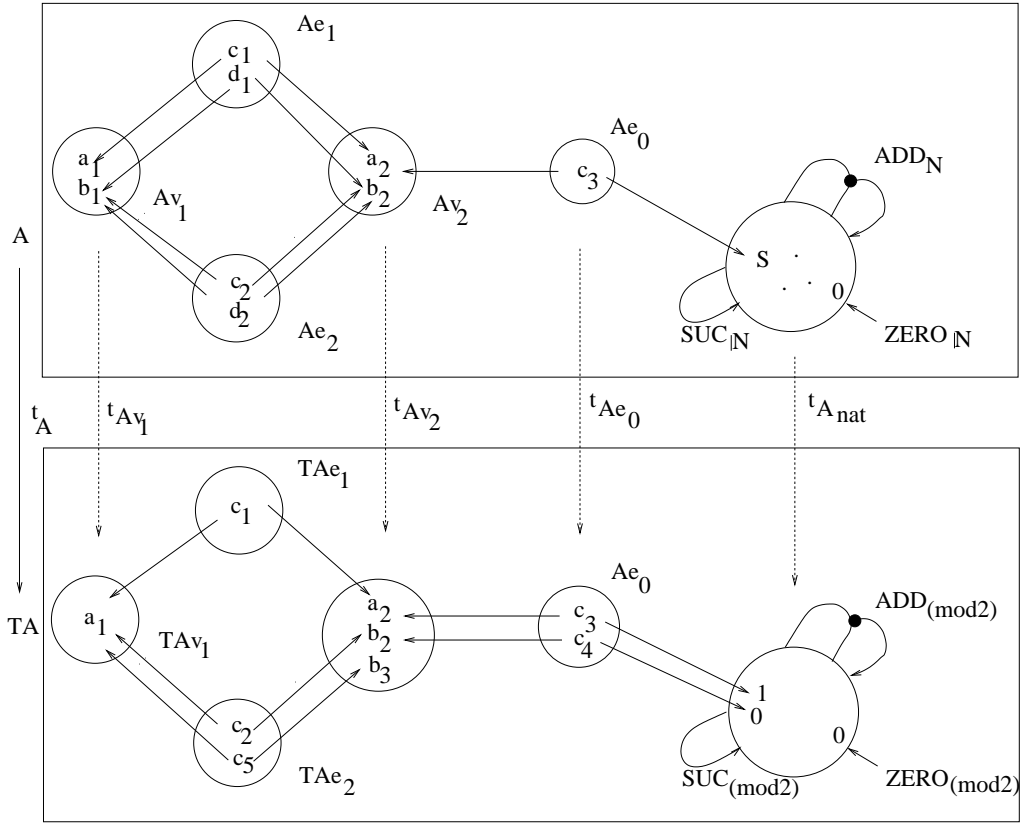 Ae1
c1
d1
a1
b1
Av1
a2
b2
Av2
Ae0
c3
ADDN
S
0
SUCN
ZERON
A
c2
d2
Ae2
tA
tAv1
tAv2
tAe0
tAnat
TAe1
c1
Ae0
a1
TAv1
TA
a2
b2
b3
c3
c4
ADD(mod2)
1
0
0
c2
c5
TAe2
SUC(mod2)
ZERO(mod2)